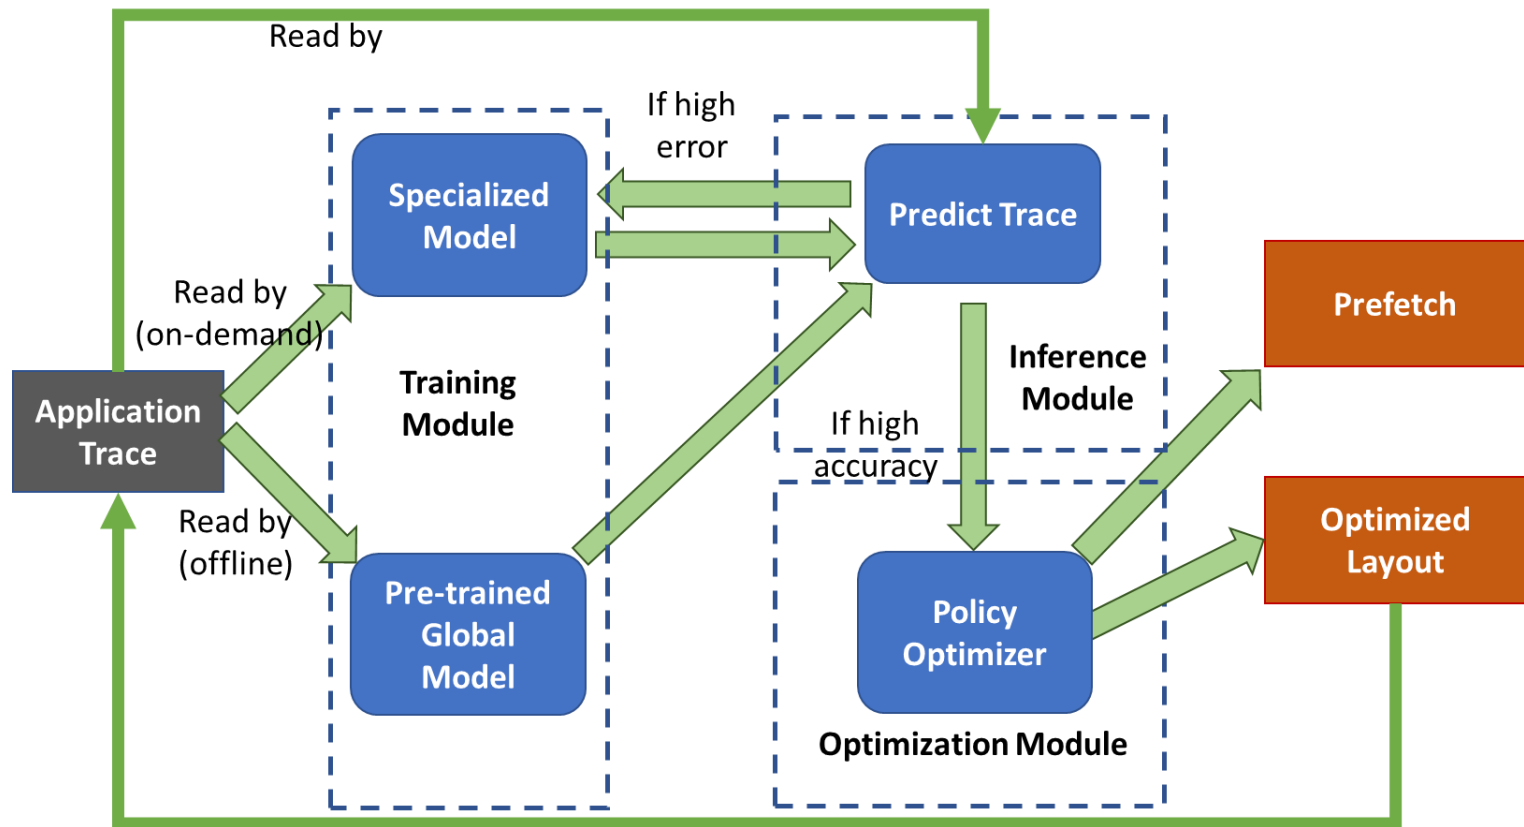 Read by
If high
error
Specialized
Model
Predict Trace
Read by
(on-demand)
Prefetch
Training
Module
Inference
Module
Application
Trace
If high
accuracy
Read by
(offline)
Optimized
Layout
Pre-trained
Global
Model
Policy
Optimizer
Optimization Module